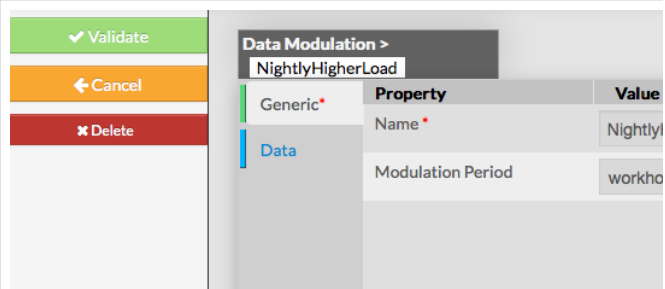 Validate
Cancel
Delete
Data Modulation >
NightlyHigherLoad
Generic*
Data
Property Value
Name *
Modulation Period